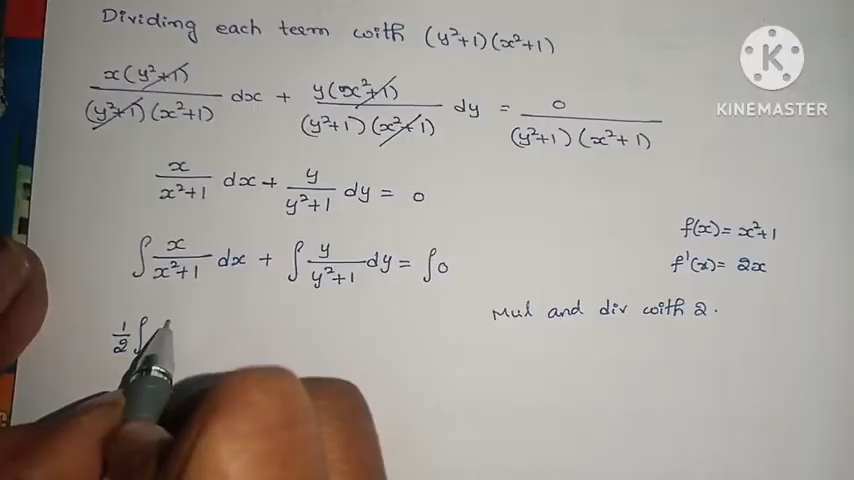 Dividing each term with (y²+1)(x²+1)
x(y²+1)/(y²+1)(x²+1) dx + y(x²+1)/(y²+1)(x²+1) dy = 0/(y²+1)(x²+1)
K
KINEMASTER
x/x²+1 dx + y/y²+1 dy = 0
f(x) = x²+1
∫ x/x²+1 dx + ∫ y/y²+1 dy = ∫0
f'(x) = 2x
Mul and div with 2.
1/2 ∫